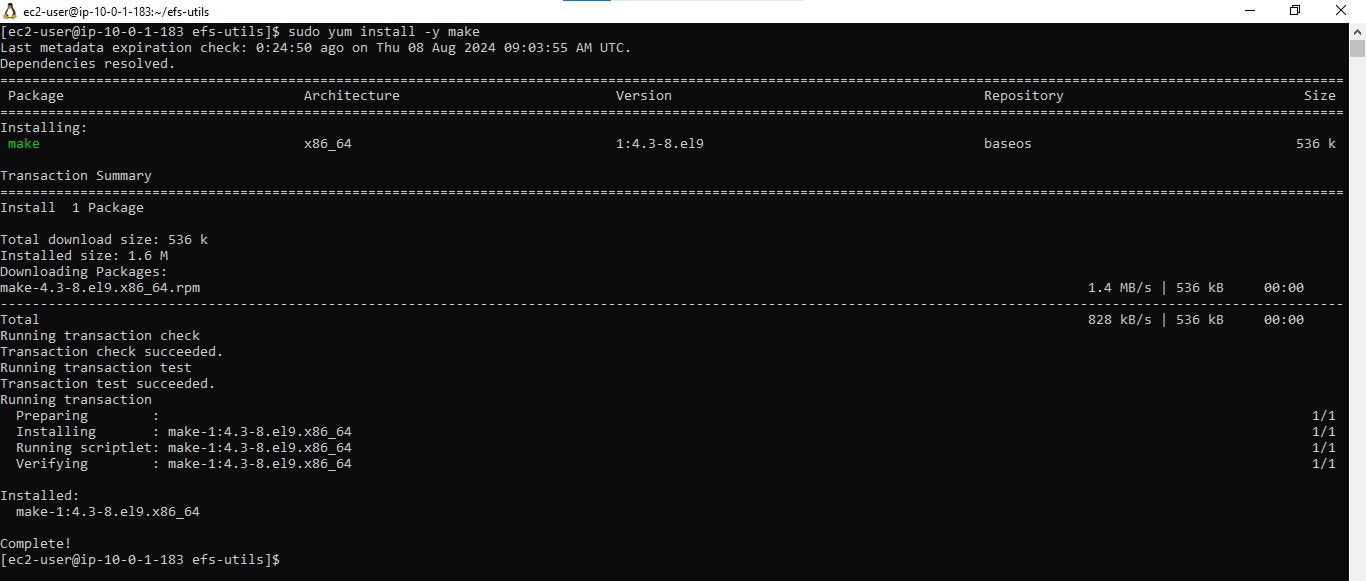 ec2-user@ip-10-0-1-183:~/efs-utils
[ec2-user@ip-10-0-1-183 efs-utils]$ sudo yum install -y make
Last metadata expiration check: 0:24:50 ago on Thu 08 Aug 2024 09:03:55 AM UTC.
Dependencies resolved.
Package Architecture Version Repository Size
Installing:
make x86_64 1:4.3-8.el9 baseos 536 k
Transaction Summary
Install 1 Package
Total download size: 536 k
Installed size: 1.6 M
Downloading Packages:
make-4.3-8.el9.x86_64.rpm 1.4 MB/s | 536 kB 00:00
Total 828 kB/s | 536 kB 00:00
Running transaction check
Transaction check succeeded.
Running transaction test
Transaction test succeeded.
Running transaction
Preparing : 1/1
Installing : make-1:4.3-8.el9.x86_64 1/1
Running scriptlet: make-1:4.3-8.el9.x86_64 1/1
Verifying : make-1:4.3-8.el9.x86_64 1/1
Installed:
make-1:4.3-8.el9.x86_64
Complete!
[ec2-user@ip-10-0-1-183 efs-utils]$